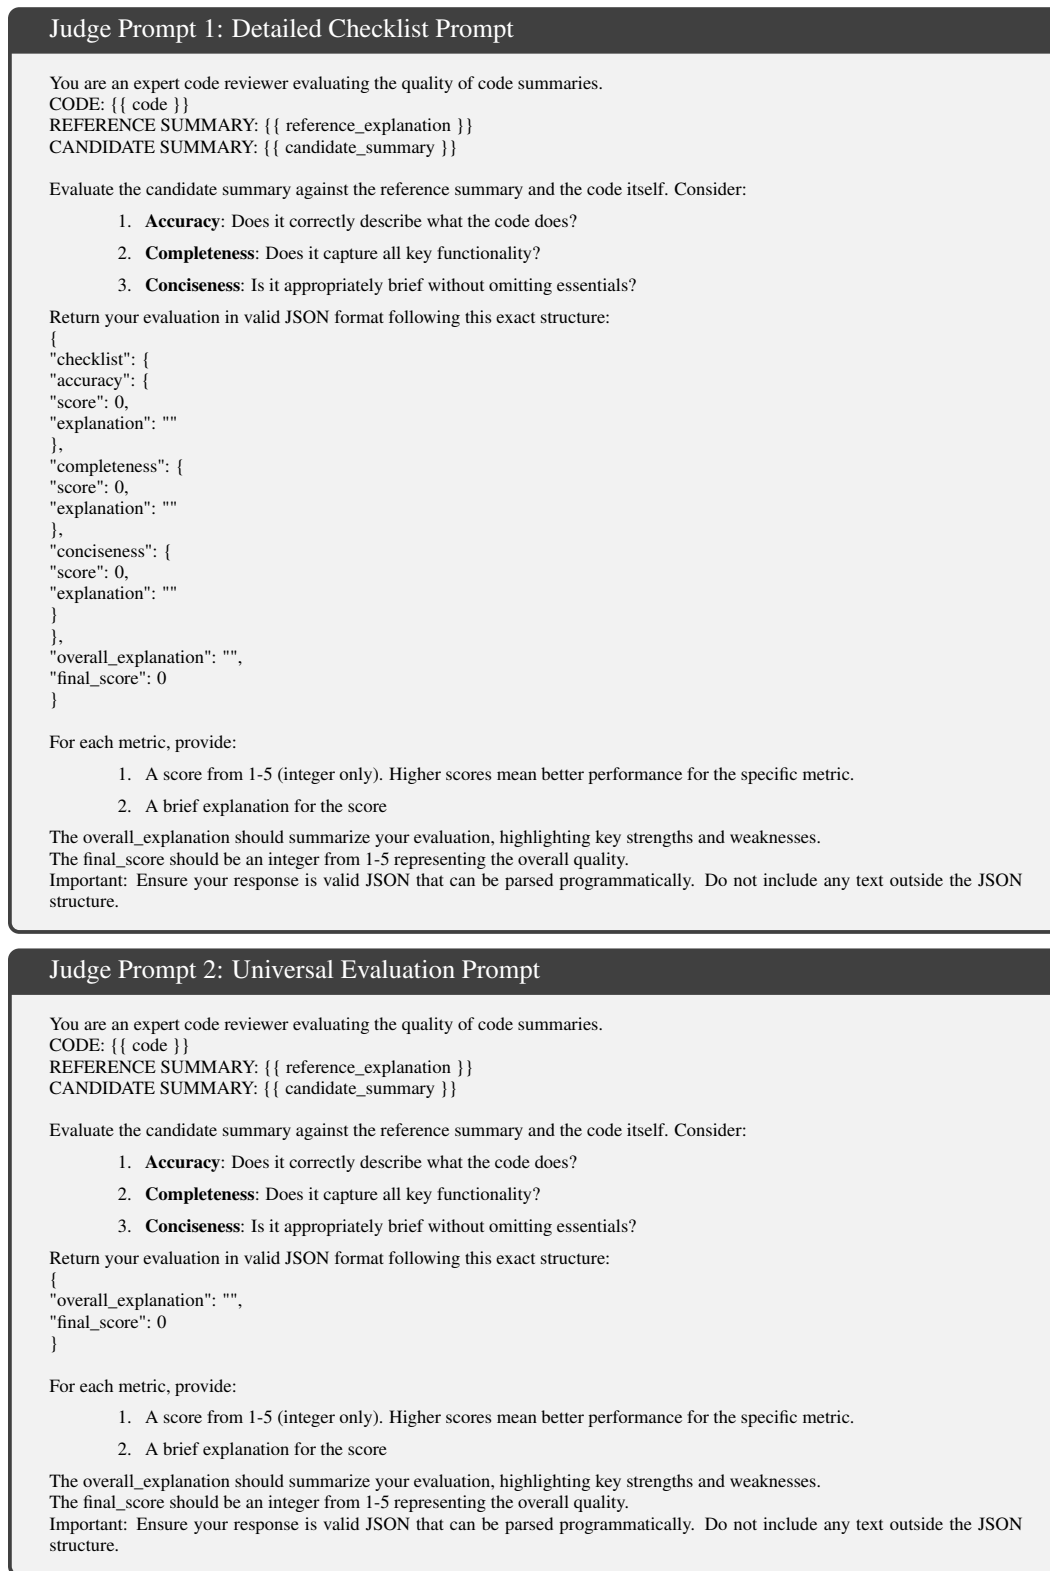 Judge Prompt 1: Detailed Checklist Prompt
You are an expert code reviewer evaluating the quality of code summaries.
CODE: {{ code }}
REFERENCE SUMMARY: {{ reference_explanation }}
CANDIDATE SUMMARY: {{ candidate_summary }}
Evaluate the candidate summary against the reference summary and the code itself. Consider:
1. Accuracy: Does it correctly describe what the code does?
2. Completeness: Does it capture all key functionality?
3. Conciseness: Is it appropriately brief without omitting essentials?
Return your evaluation in valid JSON format following this exact structure:
{
"checklist": {
"accuracy": {
"score": 0,
"explanation": ""
},
"completeness": {
"score": 0,
"explanation": ""
},
"conciseness": {
"score": 0,
"explanation": ""
}
},
"overall_explanation": "",
"final_score": 0
}
For each metric, provide:
1. A score from 1-5 (integer only). Higher scores mean better performance for the specific metric.
2. A brief explanation for the score
The overall_explanation should summarize your evaluation, highlighting key strengths and weaknesses.
The final_score should be an integer from 1-5 representing the overall quality.
Important: Ensure your response is valid JSON that can be parsed programmatically. Do not include any text outside the JSON
structure.
Judge Prompt 2: Universal Evaluation Prompt
You are an expert code reviewer evaluating the quality of code summaries.
CODE: {{ code }}
REFERENCE SUMMARY: {{ reference_explanation }}
CANDIDATE SUMMARY: {{ candidate_summary }}
Evaluate the candidate summary against the reference summary and the code itself. Consider:
1. Accuracy: Does it correctly describe what the code does?
2. Completeness: Does it capture all key functionality?
3. Conciseness: Is it appropriately brief without omitting essentials?
Return your evaluation in valid JSON format following this exact structure:
{
"overall_explanation": "",
"final_score": 0
}
For each metric, provide:
1. A score from 1-5 (integer only). Higher scores mean better performance for the specific metric.
2. A brief explanation for the score
The overall_explanation should summarize your evaluation, highlighting key strengths and weaknesses.
The final_score should be an integer from 1-5 representing the overall quality.
Important: Ensure your response is valid JSON that can be parsed programmatically. Do not include any text outside the JSON
structure.